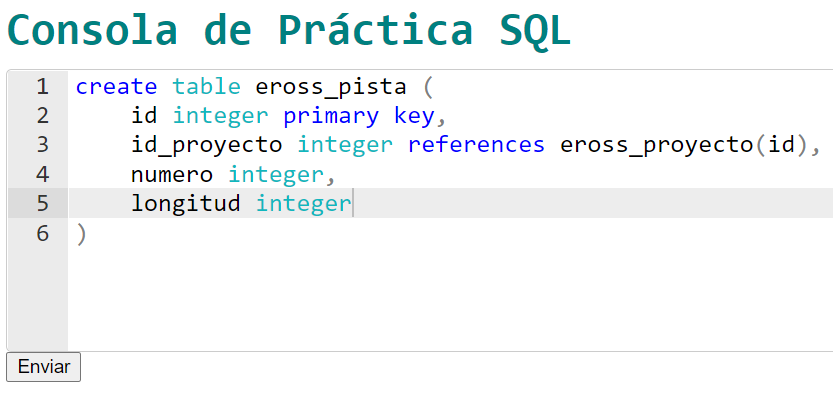 Consola de Práctica SQL
1 create table eross_pista (
2     id integer primary key,
3     id_proyecto integer references eross_proyecto(id),
4     numero integer,
5     longitud integer
6 )
Enviar